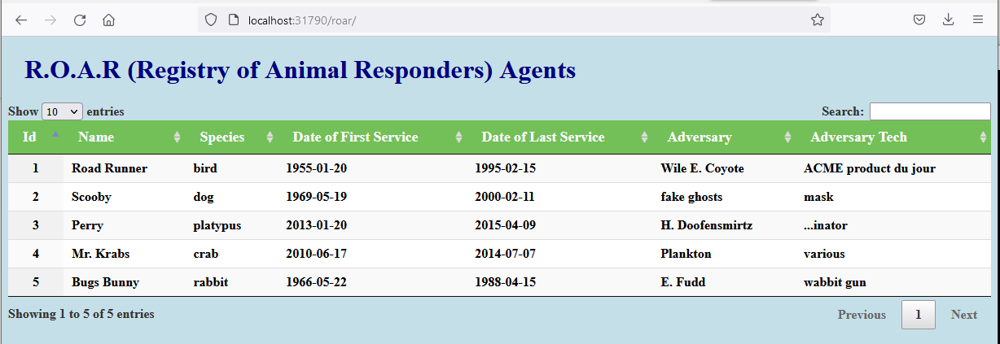 localhost:31790/roar/
R.O.A.R (Registry of Animal Responders) Agents
Show 10 entries Search:
Id Name Species Date of First Service Date of Last Service Adversary Adversary Tech
1 Road Runner bird 1955-01-20 1995-02-15 Wile E. Coyote ACME product du jour
2 Scooby dog 1969-05-19 2000-02-11 fake ghosts mask
3 Perry platypus 2013-01-20 2015-04-09 H. Doofensmirtz ...inator
4 Mr. Krabs crab 2010-06-17 2014-07-07 Plankton various
5 Bugs Bunny rabbit 1966-05-22 1988-04-15 E. Fudd wabbit gun
Showing 1 to 5 of 5 entries Previous 1 Next